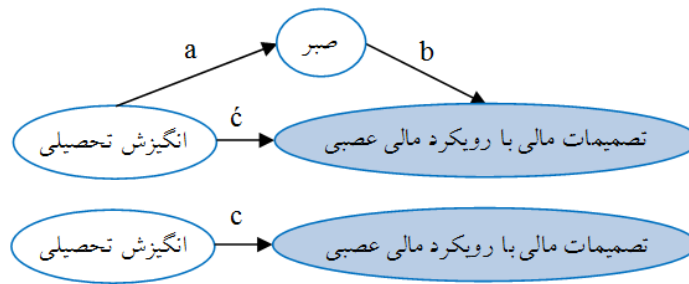 صبر
a
b
انگیزش تحصیلی
ć
تصمیمات مالی با رویکرد مالی عصبی
انگیزش تحصیلی
c
تصمیمات مالی با رویکرد مالی عصبی